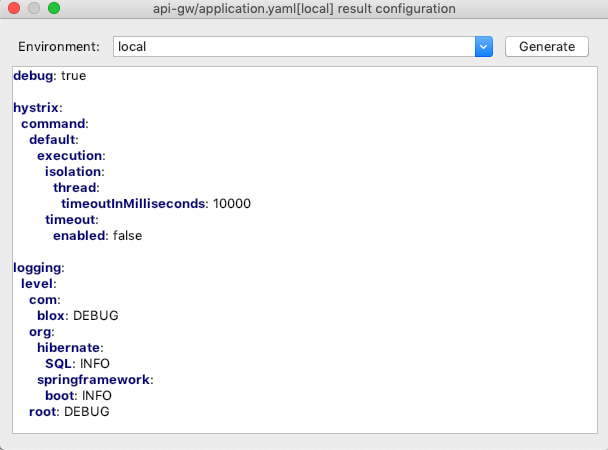 api-gw/application.yaml[local] result configuration
Environment: local Generate
debug: true
hystrix:
  command:
    default:
      execution:
        isolation:
          thread:
            timeoutInMilliseconds: 10000
        timeout:
          enabled: false
logging:
  level:
    com:
      blox: DEBUG
    org:
      hibernate:
        SQL: INFO
      springframework:
        boot: INFO
    root: DEBUG